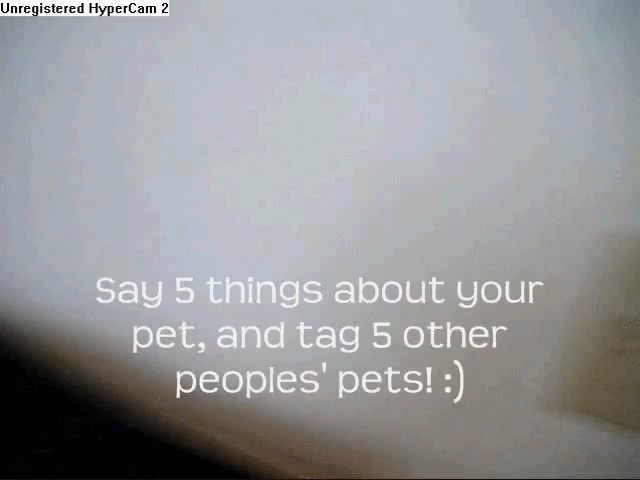 Unregistered HyperCam 2
Say 5 things about your
pet, and tag 5 other
peoples' pets! :)